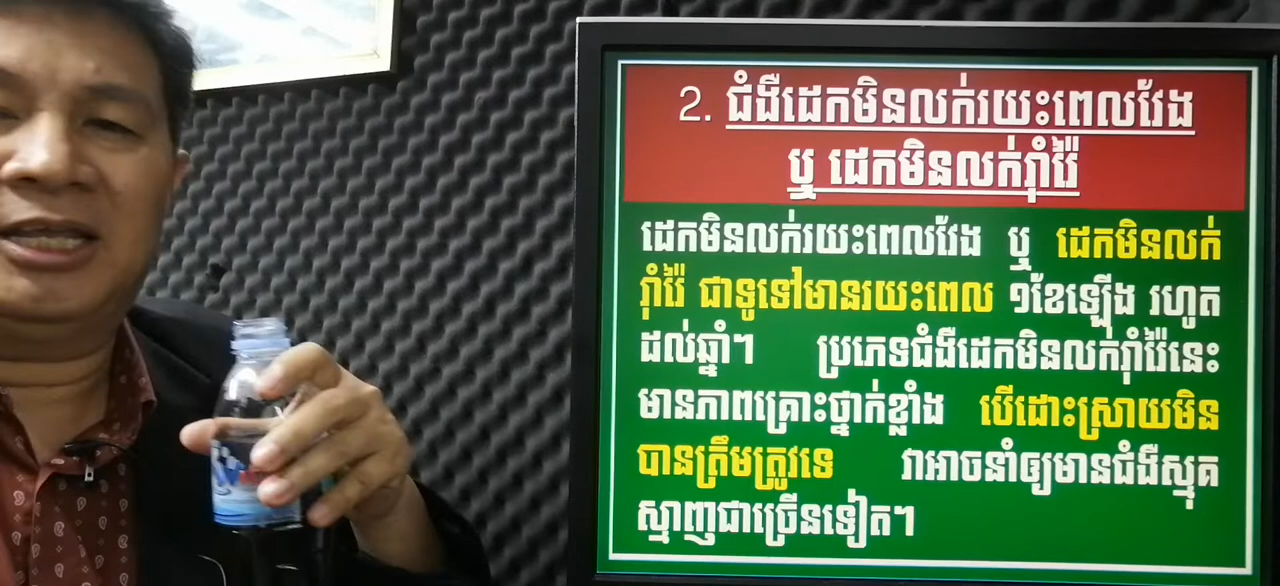 2. ជំងឺដេកមិនលក់រយៈពេលវែង
ឬ ដេកមិនលក់រ៉ាំរ៉ៃ
ដេកមិនលក់រយៈពេលវែង ឬ ដេកមិនលក់
រ៉ាំរ៉ៃ ជាទូទៅមានរយៈពេល ១ខែឡើង រហូត
ដល់ឆ្នាំៗ ប្រភេទជំងឺដេកមិនលក់រ៉ាំរ៉ៃនេះ
មានភាពគ្រោះថ្នាក់ខ្លាំង បើដោះស្រាយមិន
បានត្រឹមត្រូវទេ វាអាចនាំឲ្យមានជំងឺស្មុគ
ស្មាញជាច្រើនទៀត។